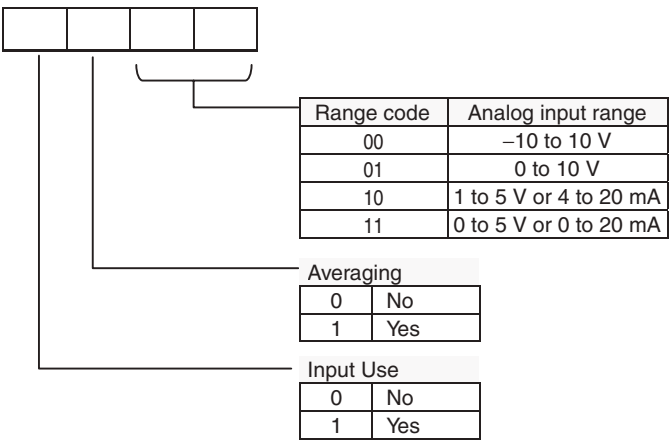 Range code Analog input range
00 –10 to 10 V
01 0 to 10 V
10 1 to 5 V or 4 to 20 mA
11 0 to 5 V or 0 to 20 mA
Averaging
0 No
1 Yes
Input Use
0 No
1 Yes